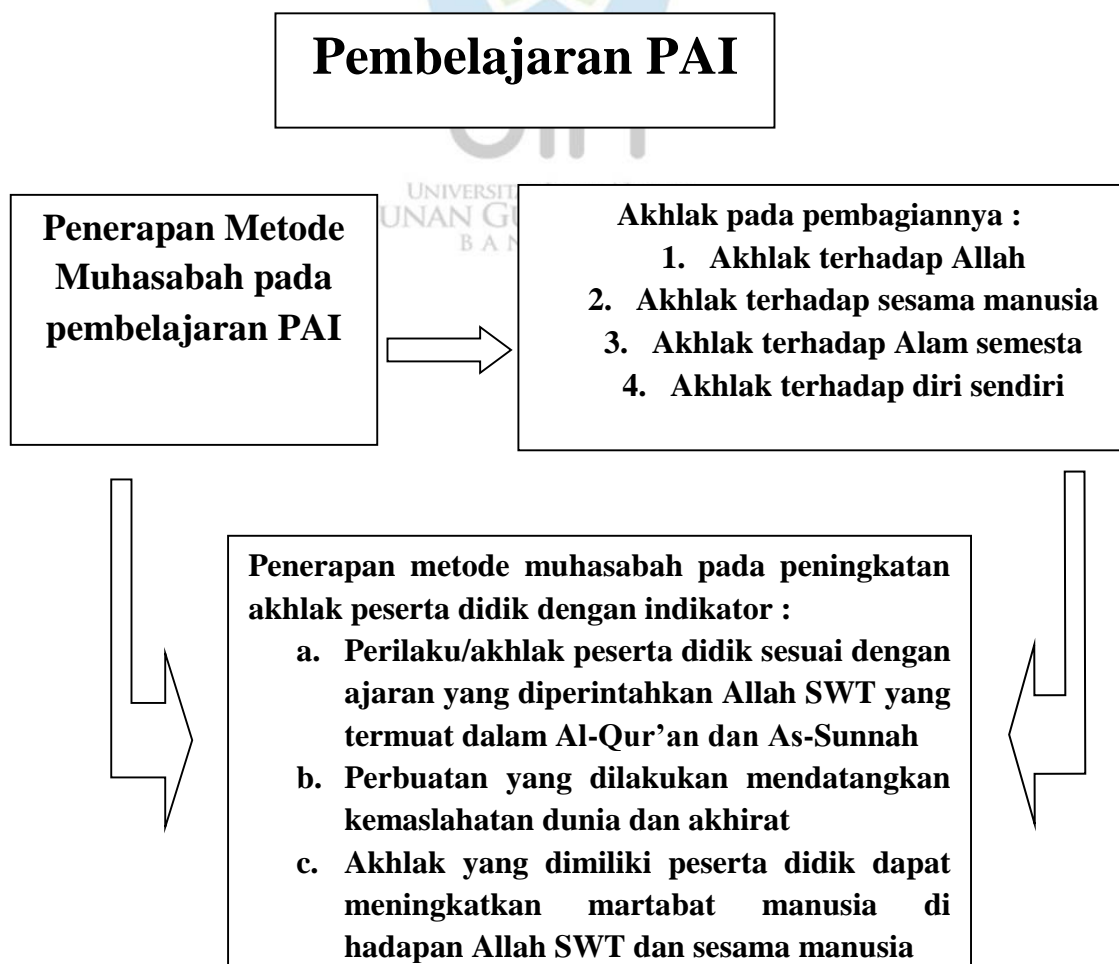 Pembelajaran PAI
UNIVERSIT
UNAN GU
BAN
Penerapan Metode
Muhasabah pada
pembelajaran PAI
Akhlak pada pembagiannya :
1. Akhlak terhadap Allah
2. Akhlak terhadap sesama manusia
3. Akhlak terhadap Alam semesta
4. Akhlak terhadap diri sendiri
Penerapan metode muhasabah pada peningkatan
akhlak peserta didik dengan indikator :
a. Perilaku/akhlak peserta didik sesuai dengan
ajaran yang diperintahkan Allah SWT yang
termuat dalam Al-Qur’an dan As-Sunnah
b. Perbuatan yang dilakukan mendatangkan
kemaslahatan dunia dan akhirat
c. Akhlak yang dimiliki peserta didik dapat
meningkatkan martabat manusia di
hadapan Allah SWT dan sesama manusia